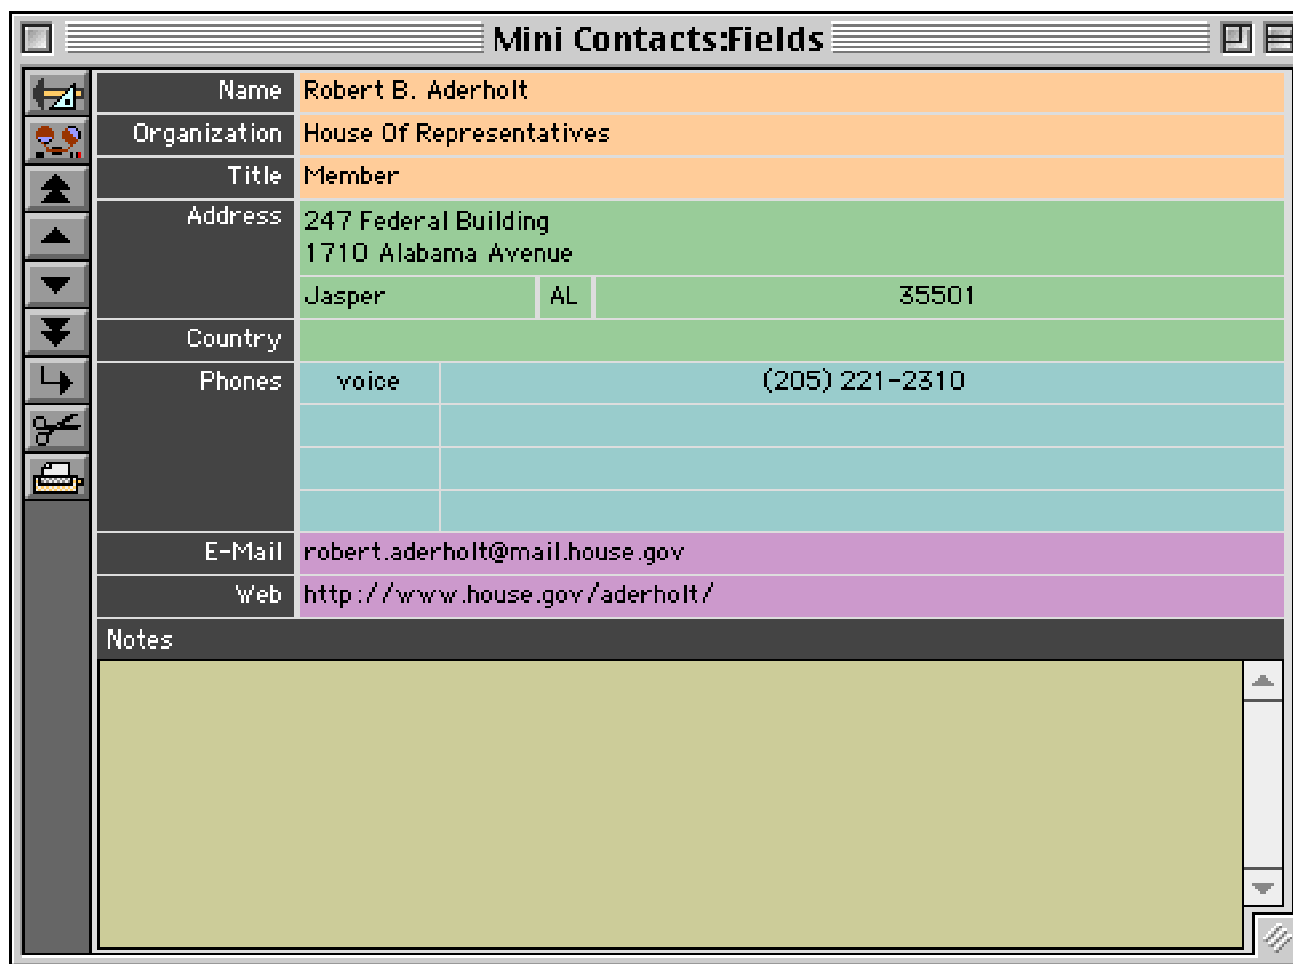 Mini Contacts:Fields
Name Robert B. Aderholt
Organization House Of Representatives
Title Member
Address 247 Federal Building
1710 Alabama Avenue
Jasper AL 35501
Country
Phones voice (205) 221-2310
E-Mail robert.aderholt@mail.house.gov
Web http://www.house.gov/aderholt/
Notes